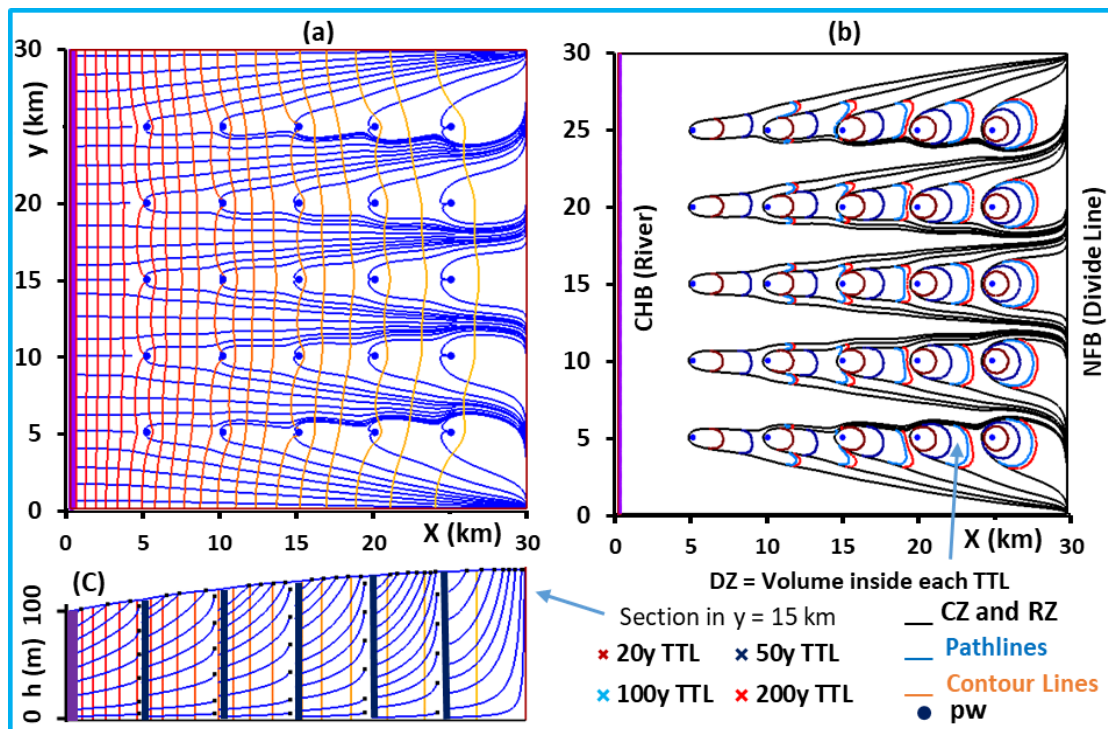 (a)
(b)
y (km)
30
25
20
15
10
5
0
0
5
10
15
20
25
30
X (km)
30
25
20
15
10
5
0
0
5
10
15
20
X (km)
30
CHB (River)
NFB (Divide Line)
(C)
0 h (m) 100
DZ = Volume inside each TTL
Section in y = 15 km
20y TTL
50y TTL
100y TTL
200y TTL
CZ and RZ
Pathlines
Contour Lines
pw